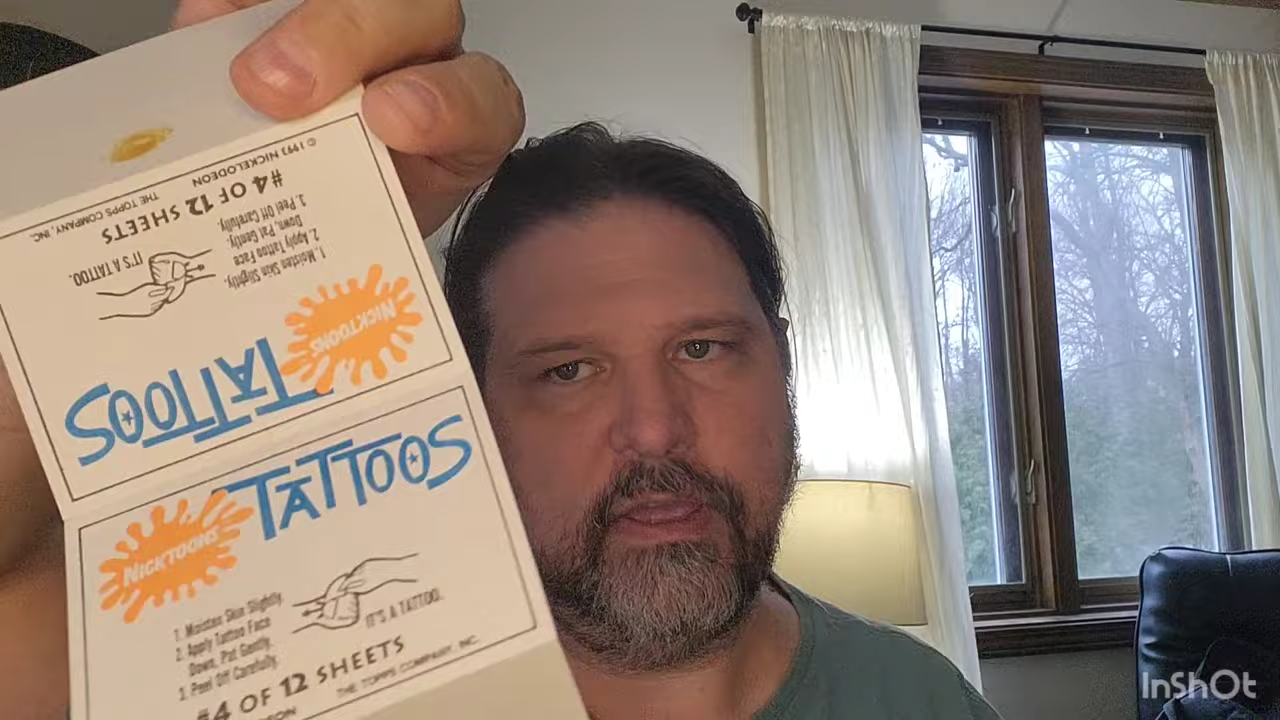 © 1993 NICKELODEON
THE TOPPS COMPANY, INC.
#4 OF 12 SHEETS
1. Moisten Skin Slightly.
2. Apply Tattoo Face
Down, Pat Gently.
3. Peel Off Carefully.
IT'S A TATTOO.
NICKTOONS
TATTOOS
TATTOOS
NICKTOONS
1. Moisten Skin Slightly.
2. Apply Tattoo Face
Down, Pat Gently.
3. Peel Off Carefully.
IT'S A TATTOO.
#4 OF 12 SHEETS
THE TOPPS COMPANY, INC.
InShOt